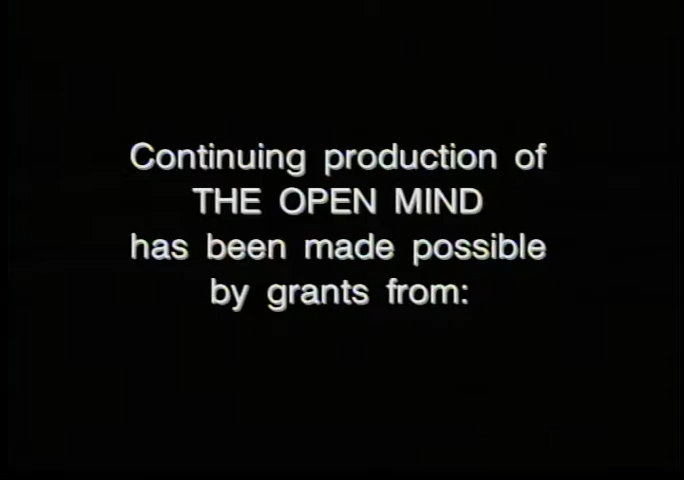 Continuing production of
THE OPEN MIND
has been made possible
by grants from: